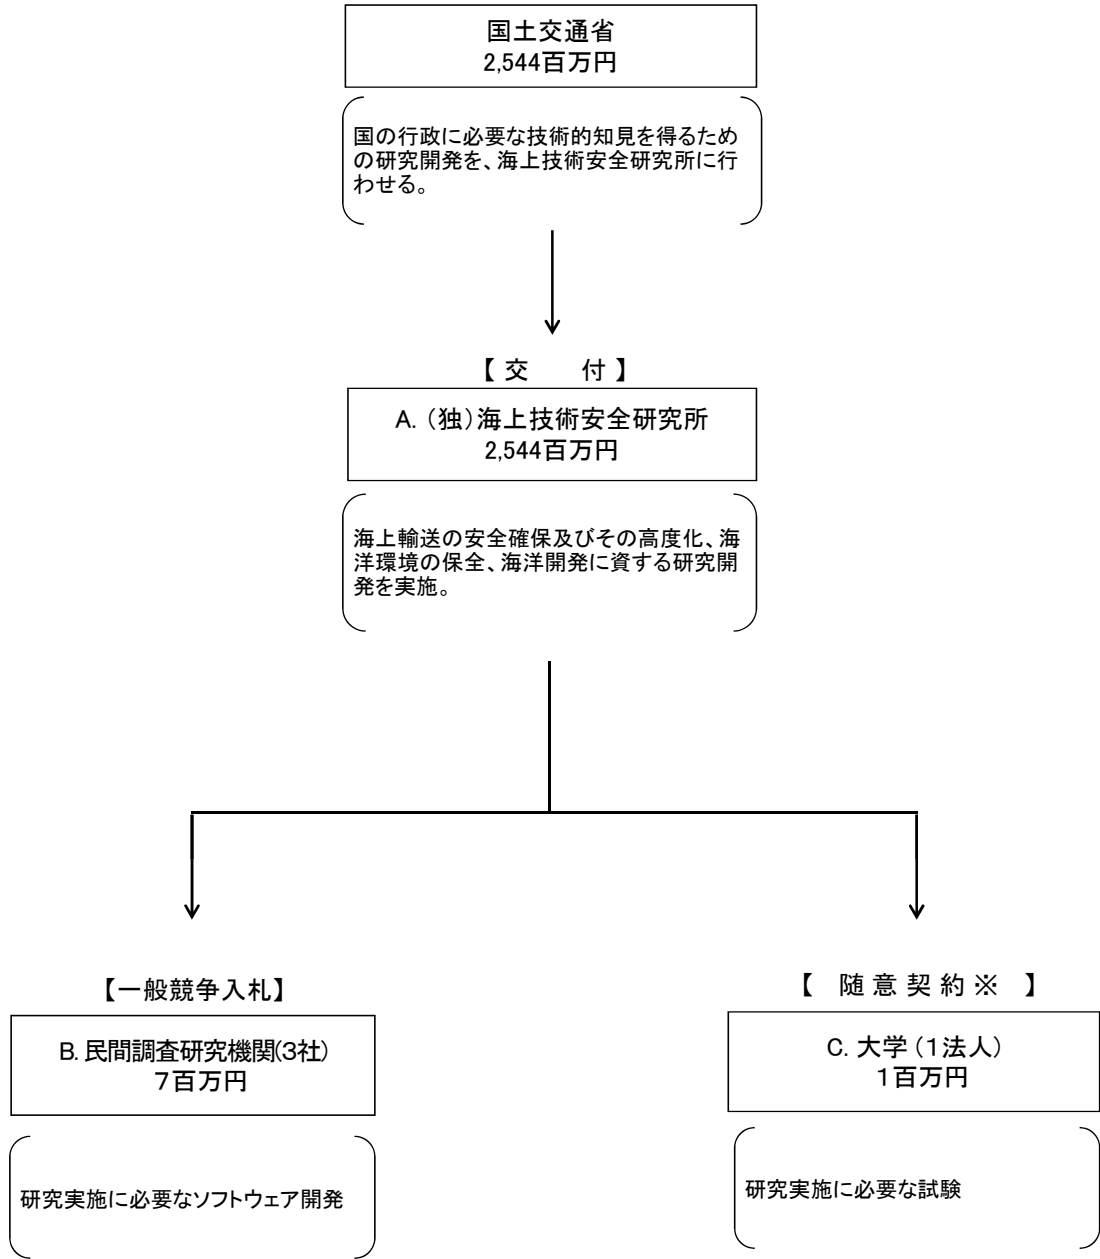 国土交通省
2,544百万円
国の行政に必要な技術的知見を得るため
の研究開発を、海上技術安全研究所に行
わせる。
【 交　　付 】
A. （独）海上技術安全研究所
2,544百万円
海上輸送の安全確保及びその高度化、海
洋環境の保全、海洋開発に資する研究開
発を実施。
【一般競争入札】
B. 民間調査研究機関(3社)
７百万円
研究実施に必要なソフトウェア開発
【　随 意 契 約 ※　】
C. 大学 (１法人)
１百万円
研究実施に必要な試験